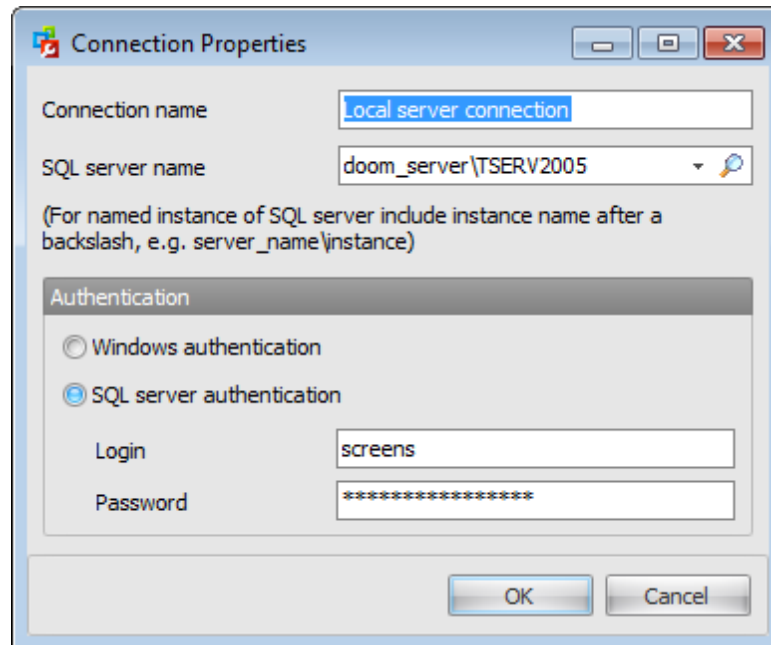 Connection Properties
Connection name
Local server connection
SQL server name
doom_server\TSERV2005
(For named instance of SQL server include instance name after a
backslash, e.g. server_name\instance)
Authentication
Windows authentication
SQL server authentication
Login
screens
Password
****************
OK
Cancel